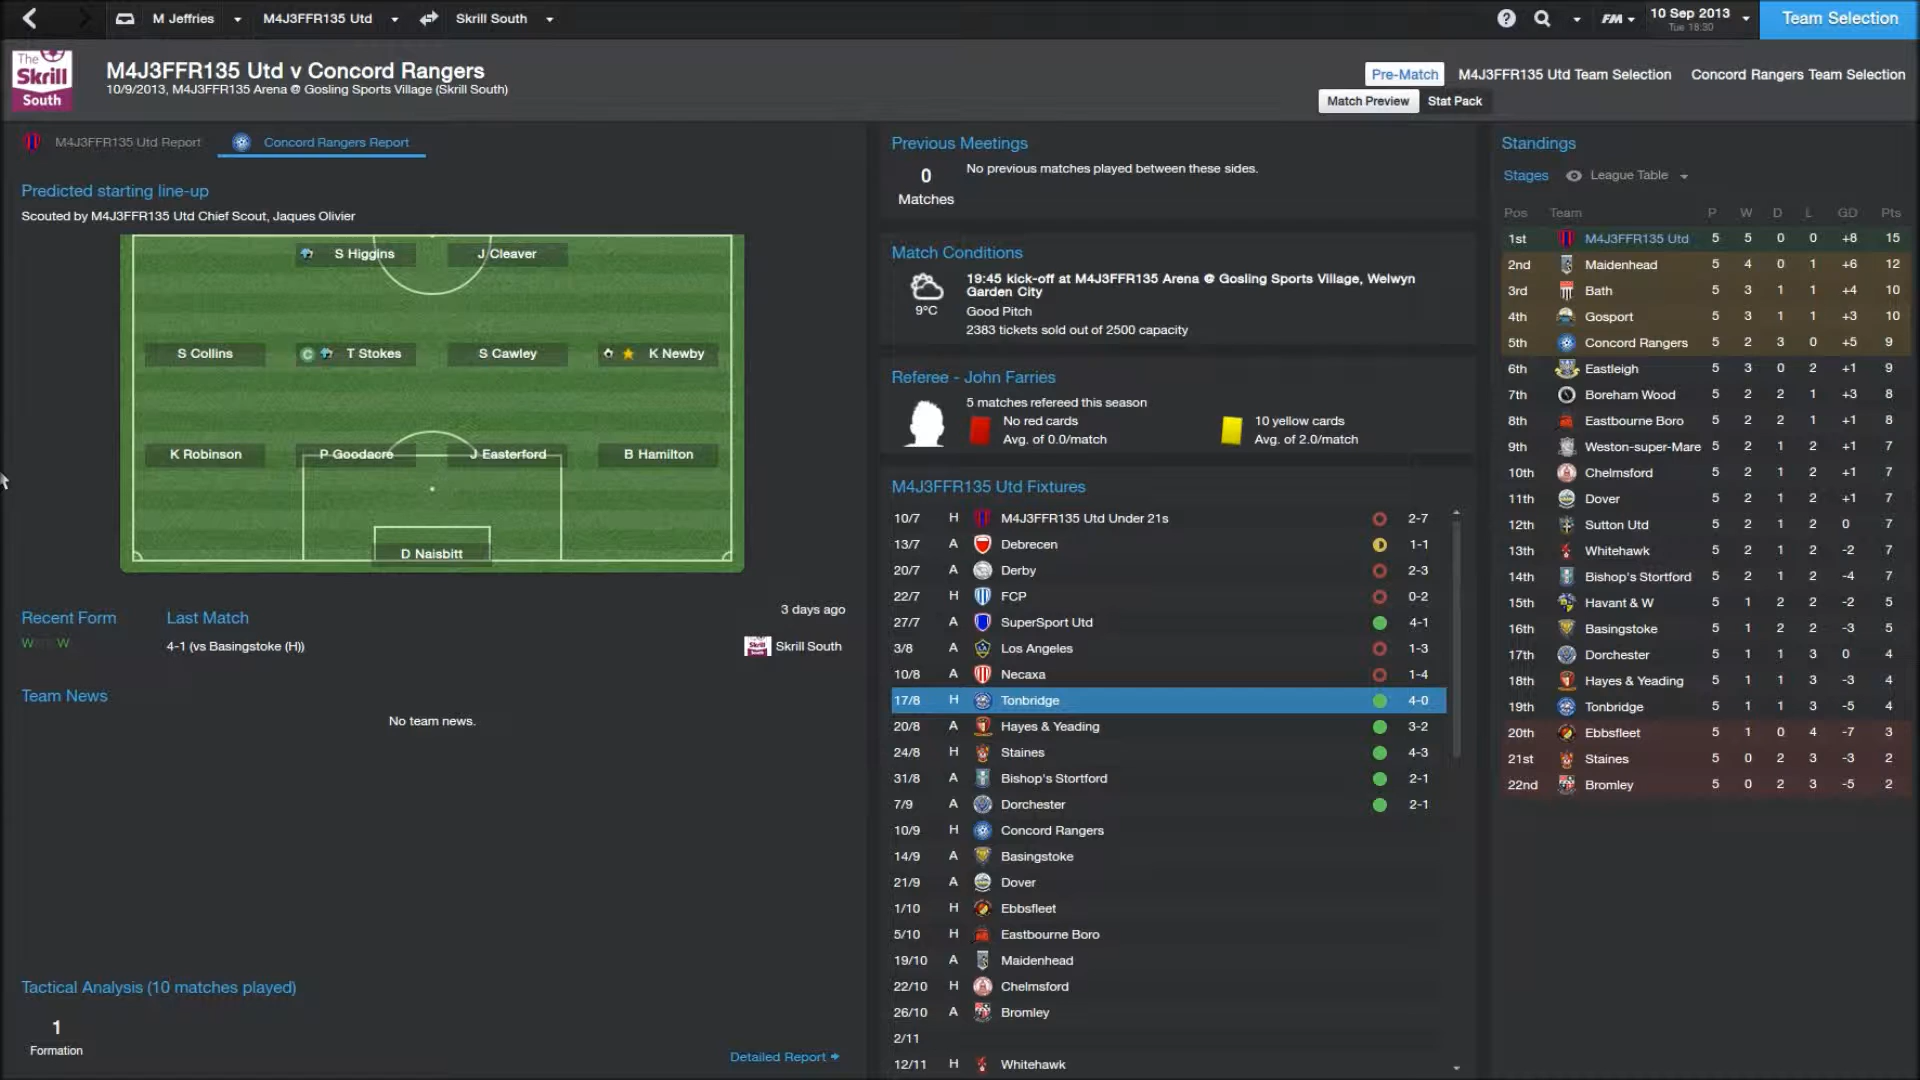 M Jeffries M4J3FFR135 Utd Skrill South FM 10 Sep 2013 Tue 18:30 Team Selection
The Skrill South
M4J3FFR135 Utd v Concord Rangers
10/9/2013, M4J3FFR135 Arena @ Gosling Sports Village (Skrill South)
Pre-Match M4J3FFR135 Utd Team Selection Concord Rangers Team Selection
Match Preview Stat Pack
M4J3FFR135 Utd Report Concord Rangers Report
Predicted starting line-up
Scouted by M4J3FFR135 Utd Chief Scout, Jaques Olivier
S Higgins J Cleaver
S Collins C T Stokes S Cawley K Newby
K Robinson P Goodacre J Easterford B Hamilton
D Naisbitt
Recent Form Last Match 3 days ago
W W 4-1 (vs Basingstoke (H)) Skrill South
Team News
No team news.
Tactical Analysis (10 matches played)
1
Formation
Detailed Report
Previous Meetings
0 No previous matches played between these sides.
Matches
Match Conditions
19:45 kick-off at M4J3FFR135 Arena @ Gosling Sports Village, Welwyn
Garden City
9°C Good Pitch
2383 tickets sold out of 2500 capacity
Referee - John Farries
5 matches refereed this season
No red cards 10 yellow cards
Avg. of 0.0/match Avg. of 2.0/match
M4J3FFR135 Utd Fixtures
10/7 H M4J3FFR135 Utd Under 21s 2-7
13/7 A Debrecen 1-1
20/7 A Derby 2-3
22/7 H FCP 0-2
27/7 A SuperSport Utd 4-1
3/8 A Los Angeles 1-3
10/8 A Necaxa 1-4
17/8 H Tonbridge 4-0
20/8 A Hayes & Yeading 3-2
24/8 H Staines 4-3
31/8 A Bishop's Stortford 2-1
7/9 A Dorchester 2-1
10/9 H Concord Rangers
14/9 A Basingstoke
21/9 A Dover
1/10 H Ebbsfleet
5/10 H Eastbourne Boro
19/10 A Maidenhead
22/10 H Chelmsford
26/10 A Bromley
2/11
12/11 H Whitehawk
Standings
Stages League Table
Pos Team P W D L GD Pts
1st M4J3FFR135 Utd 5 5 0 0 +8 15
2nd Maidenhead 5 4 0 1 +6 12
3rd Bath 5 3 1 1 +4 10
4th Gosport 5 3 1 1 +3 10
5th Concord Rangers 5 2 3 0 +5 9
6th Eastleigh 5 3 0 2 +1 9
7th Boreham Wood 5 2 2 1 +3 8
8th Eastbourne Boro 5 2 2 1 +1 8
9th Weston-super-Mare 5 2 1 2 +1 7
10th Chelmsford 5 2 1 2 +1 7
11th Dover 5 2 1 2 +1 7
12th Sutton Utd 5 2 1 2 0 7
13th Whitehawk 5 2 1 2 -2 7
14th Bishop's Stortford 5 2 1 2 -4 7
15th Havant & W 5 1 2 2 -2 5
16th Basingstoke 5 1 2 2 -3 5
17th Dorchester 5 1 1 3 0 4
18th Hayes & Yeading 5 1 1 3 -3 4
19th Tonbridge 5 1 1 3 -5 4
20th Ebbsfleet 5 1 0 4 -7 3
21st Staines 5 0 2 3 -3 2
22nd Bromley 5 0 2 3 -5 2